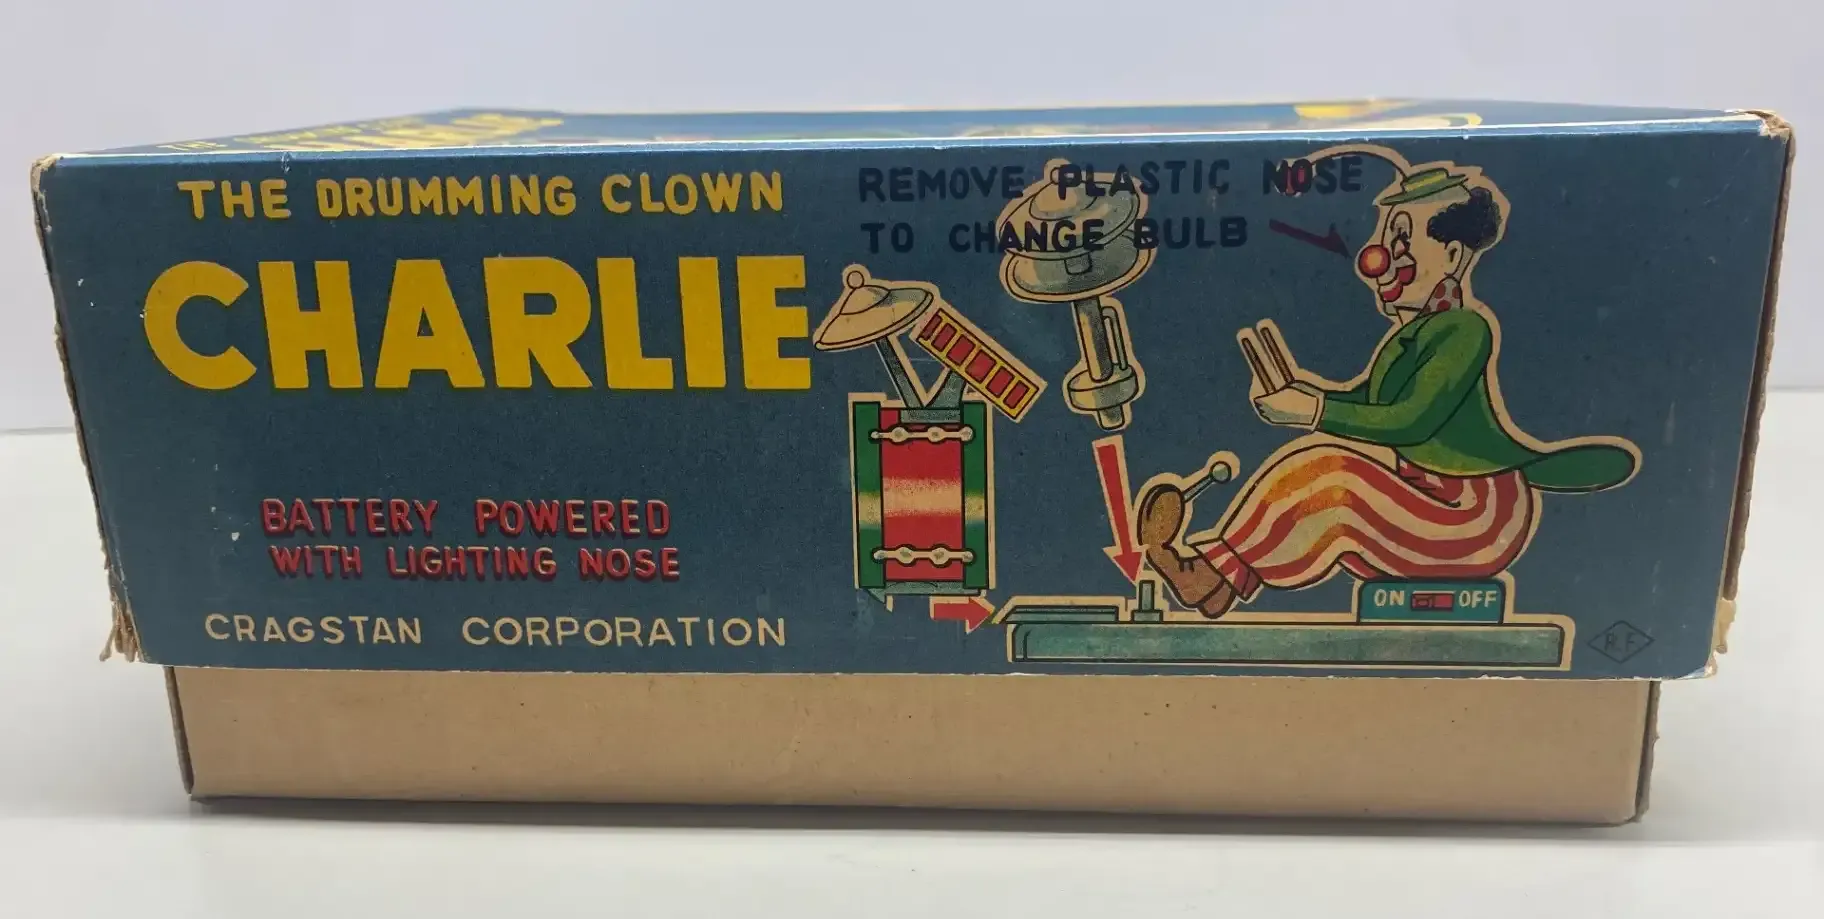 THE DRUMMING CLOWN
CHARLIE
BATTERY POWERED
WITH LIGHTING NOSE
CRAGSTAN CORPORATION
REMOVE PLASTIC NOSE
TO CHANGE BULB
ON OFF
R.F.